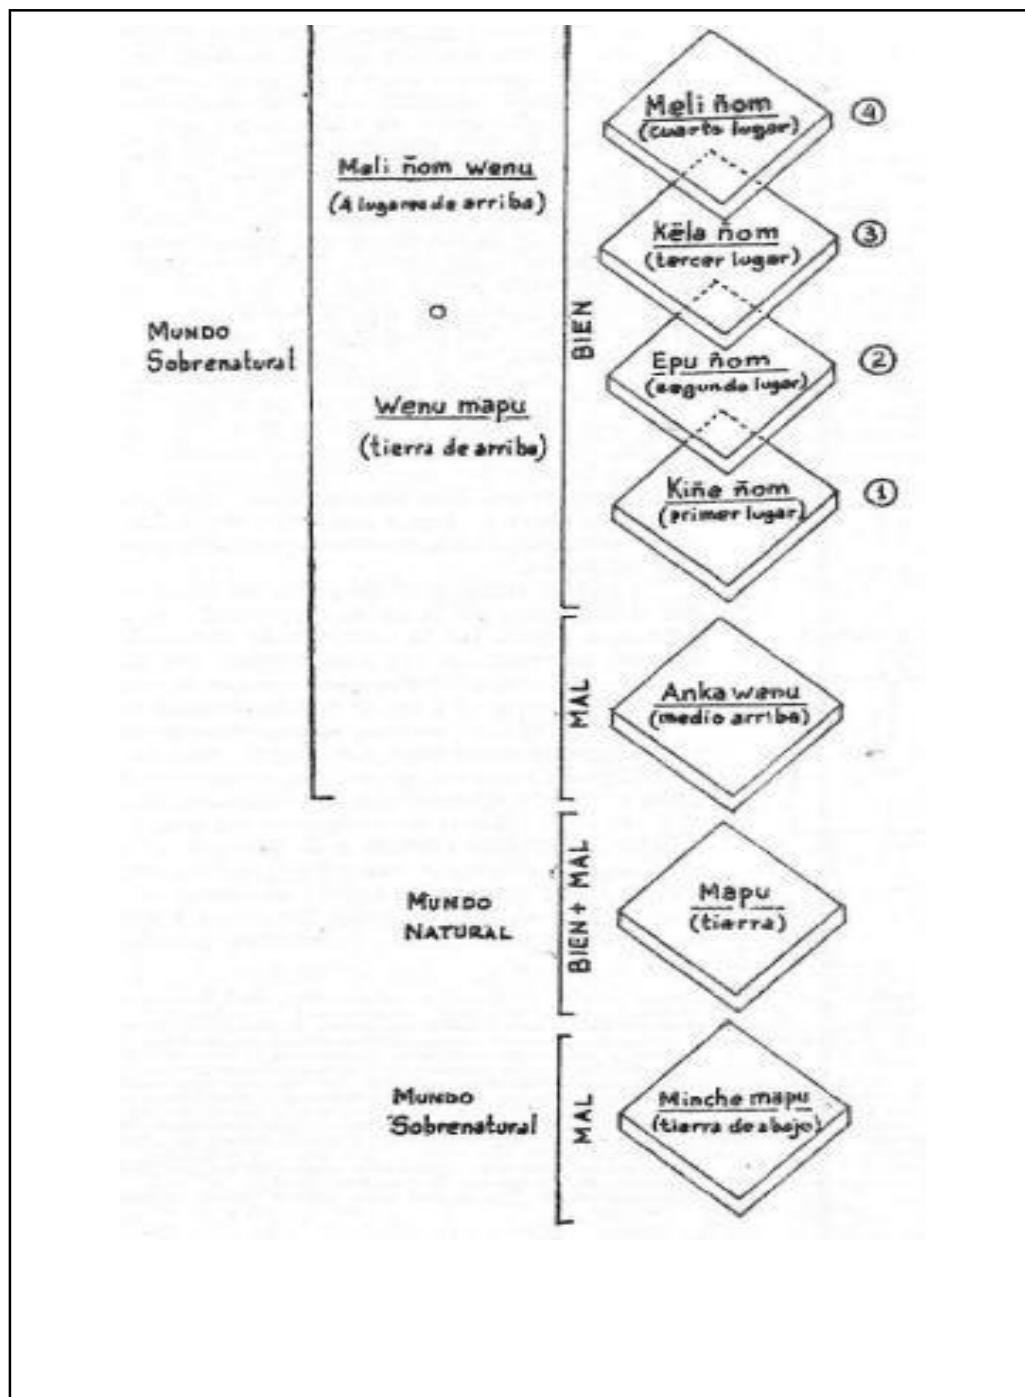 Meli ñom
(cuarto lugar)
④
Meli ñom wenu
(4 lugares de arriba)
Këla ñom
(tercer lugar)
③
o
BIEN
MUNDO
Sobrenatural
Epu ñom
(segundo lugar)
②
Wenu mapu
(tierra de arriba)
Kiñe ñom
(primer lugar)
①
MAL
Anka wenu
(medio arriba)
MUNDO
NATURAL
BIEN + MAL
Mapu
(tierra)
MUNDO
Sobrenatural
MAL
Minche mapu
(tierra de abajo)